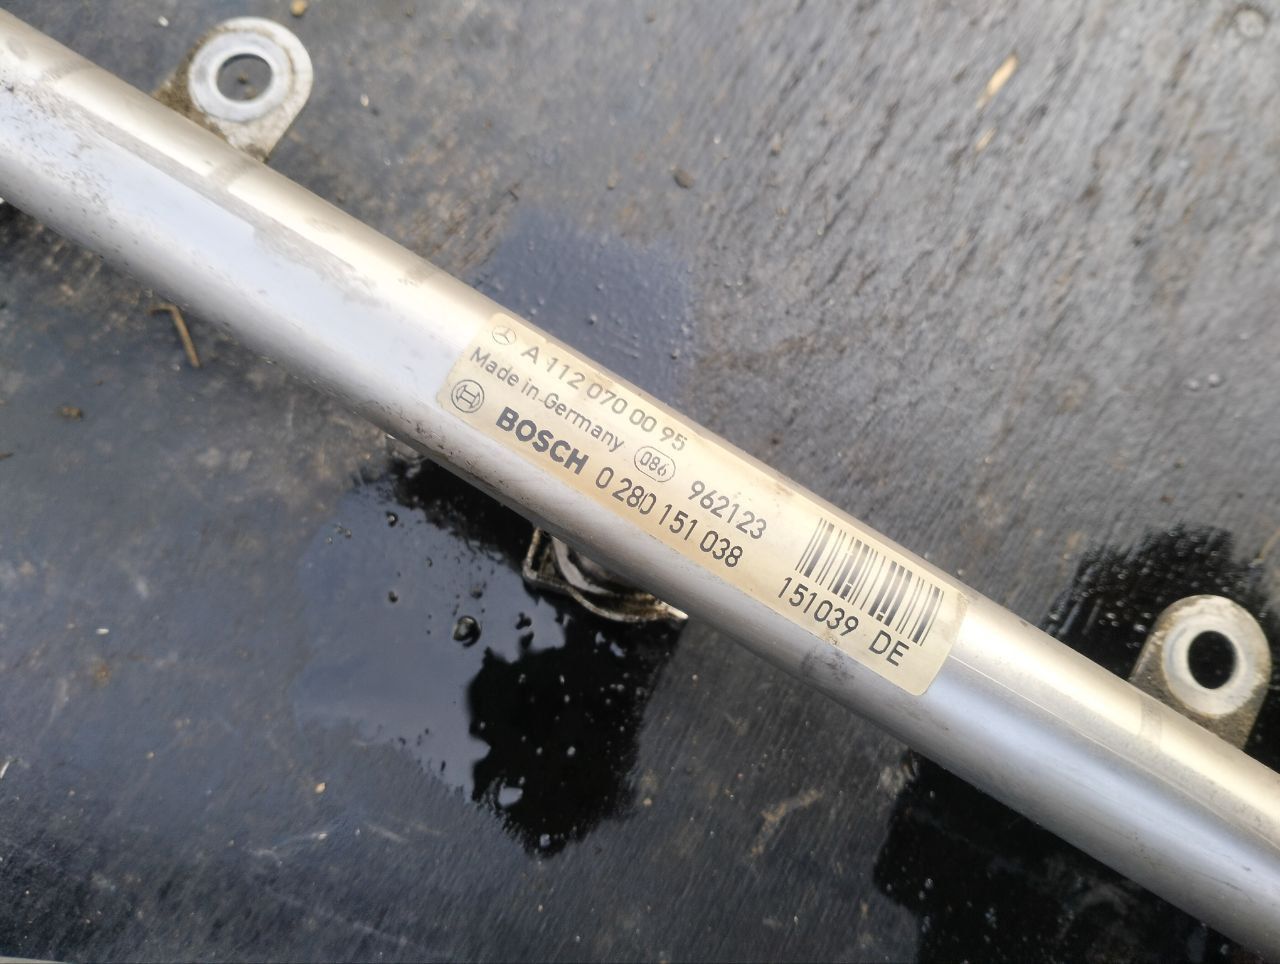 A 112 070 00 95
Made in Germany 086 962123
BOSCH 0 280 151 038
151039 DE